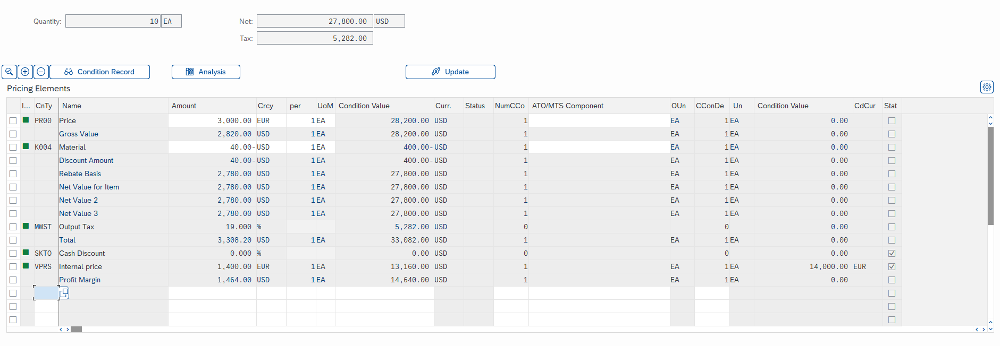 Quantity: 10 EA Net: 27,800.00 USD
Tax: 5,282.00
Condition Record Analysis Update
Pricing Elements
I... CnTy Name Amount Crcy per UoM Condition Value Curr. Status NumCCo ATO/MTS Component OUn CConDe Un Condition Value CdCur Stat
PR00 Price 3,000.00 EUR 1 EA 28,200.00 USD 1 EA 1 EA 0.00
Gross Value 2,820.00 USD 1 EA 28,200.00 USD 1 EA 1 EA 0.00
K004 Material 40.00- USD 1 EA 400.00- USD 1 EA 1 EA 0.00
Discount Amount 40.00- USD 1 EA 400.00- USD 1 EA 1 EA 0.00
Rebate Basis 2,780.00 USD 1 EA 27,800.00 USD 1 EA 1 EA 0.00
Net Value for Item 2,780.00 USD 1 EA 27,800.00 USD 1 EA 1 EA 0.00
Net Value 2 2,780.00 USD 1 EA 27,800.00 USD 1 EA 1 EA 0.00
Net Value 3 2,780.00 USD 1 EA 27,800.00 USD 1 EA 1 EA 0.00
MWST Output Tax 19.000 % 5,282.00 USD 0 0 0.00
Total 3,308.20 USD 1 EA 33,082.00 USD 1 EA 1 EA 0.00
SKTO Cash Discount 0.000 % 0.00 USD 0 0 0.00
VPRS Internal price 1,400.00 EUR 1 EA 13,160.00 USD 1 EA 1 EA 14,000.00 EUR
Profit Margin 1,464.00 USD 1 EA 14,640.00 USD 1 EA 1 EA 0.00